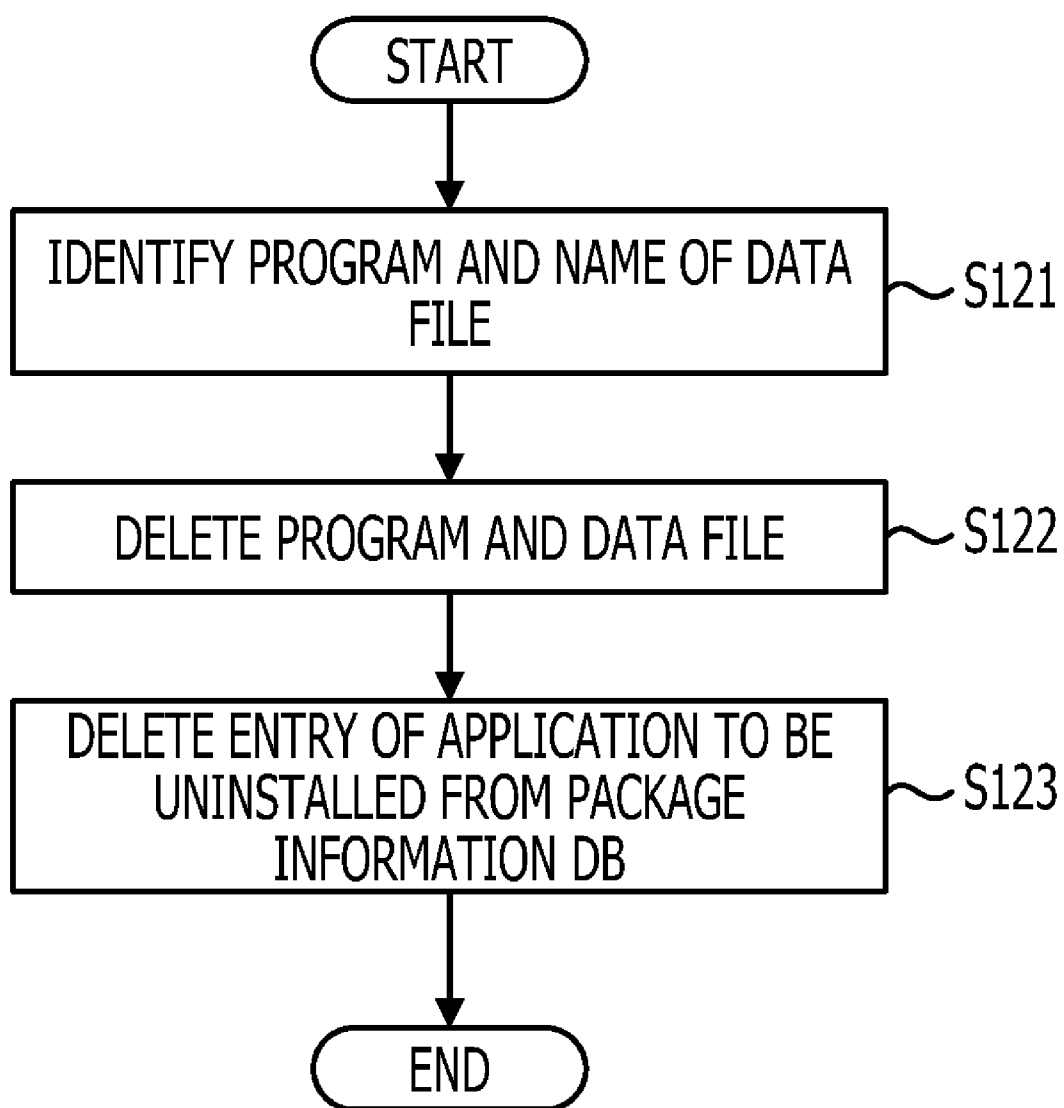 START
IDENTIFY PROGRAM AND NAME OF DATA
FILE
S121
DELETE PROGRAM AND DATA FILE
S122
DELETE ENTRY OF APPLICATION TO BE
UNINSTALLED FROM PACKAGE
INFORMATION DB
S123
END